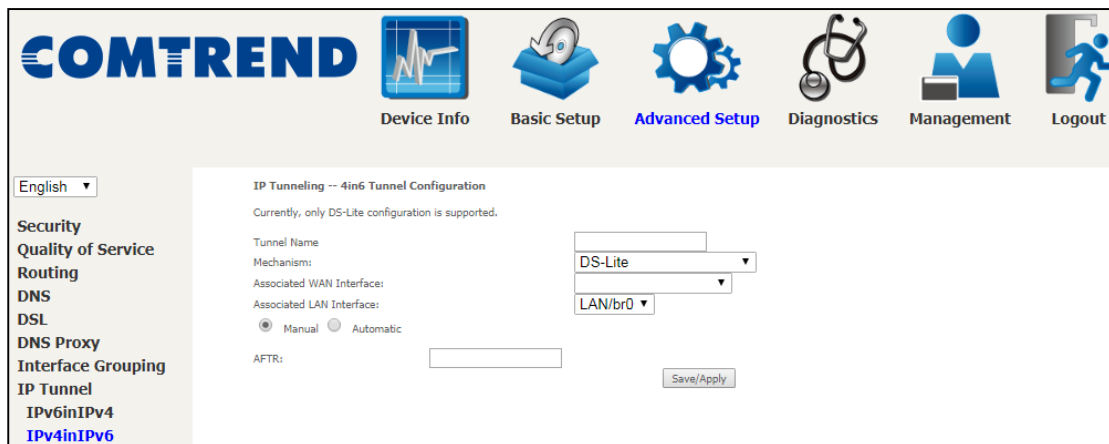 COMTREND
Device Info
Basic Setup
Advanced Setup
Diagnostics
Management
Logout
English
Security
Quality of Service
Routing
DNS
DSL
DNS Proxy
Interface Grouping
IP Tunnel
IPv6inIPv4
IPv4inIPv6
IP Tunneling -- 4in6 Tunnel Configuration
Currently, only DS-Lite configuration is supported.
Tunnel Name
Mechanism: DS-Lite
Associated WAN Interface:
Associated LAN Interface: LAN/br0
Manual Automatic
AFTR:
Save/Apply